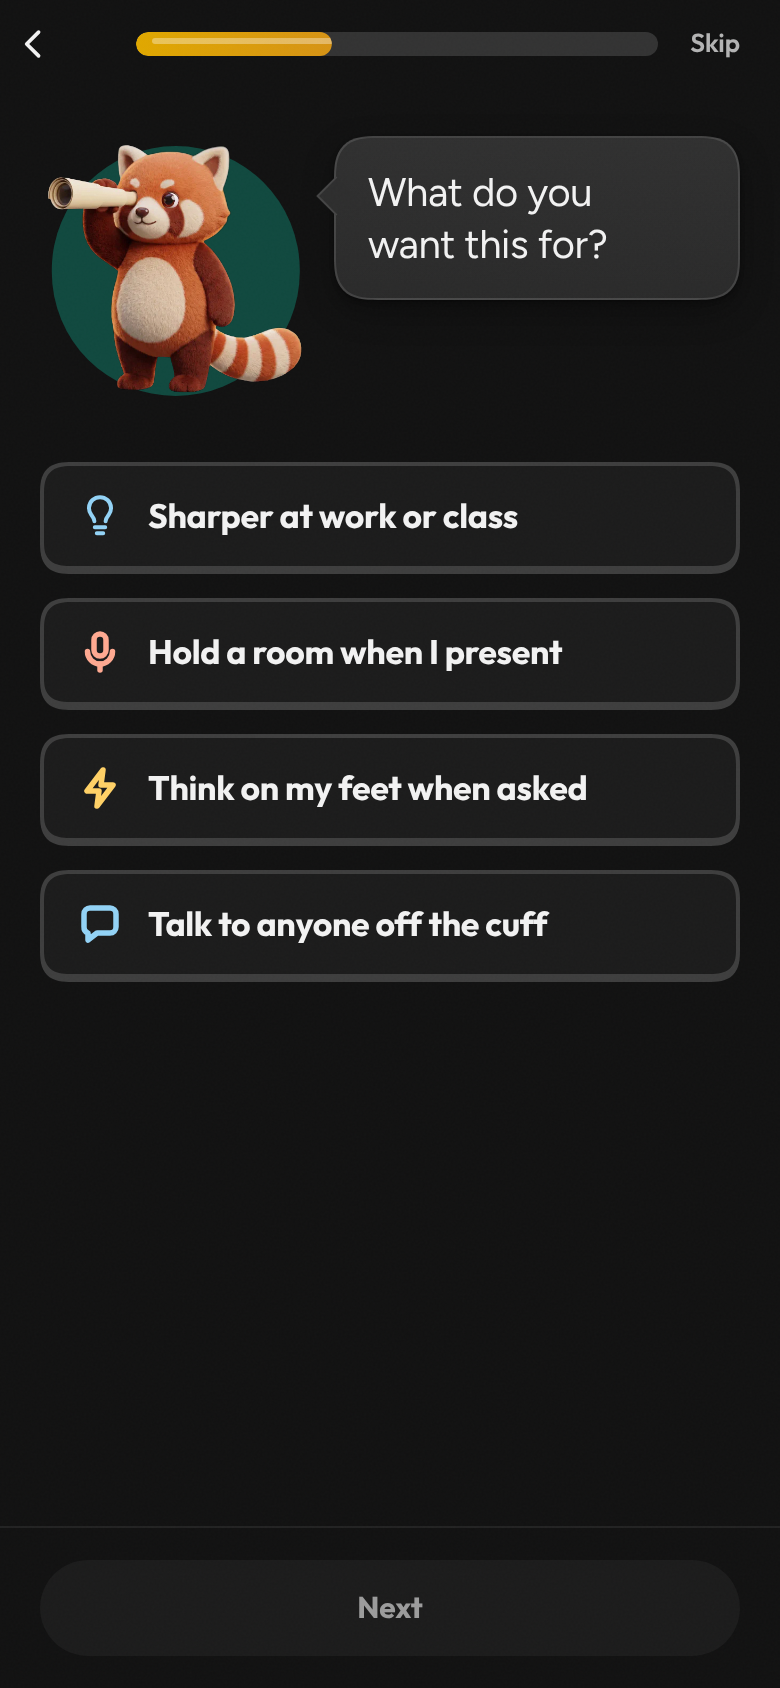 Skip
What do you
want this for?
Sharper at work or class
Hold a room when I present
Think on my feet when asked
Talk to anyone off the cuff
Next